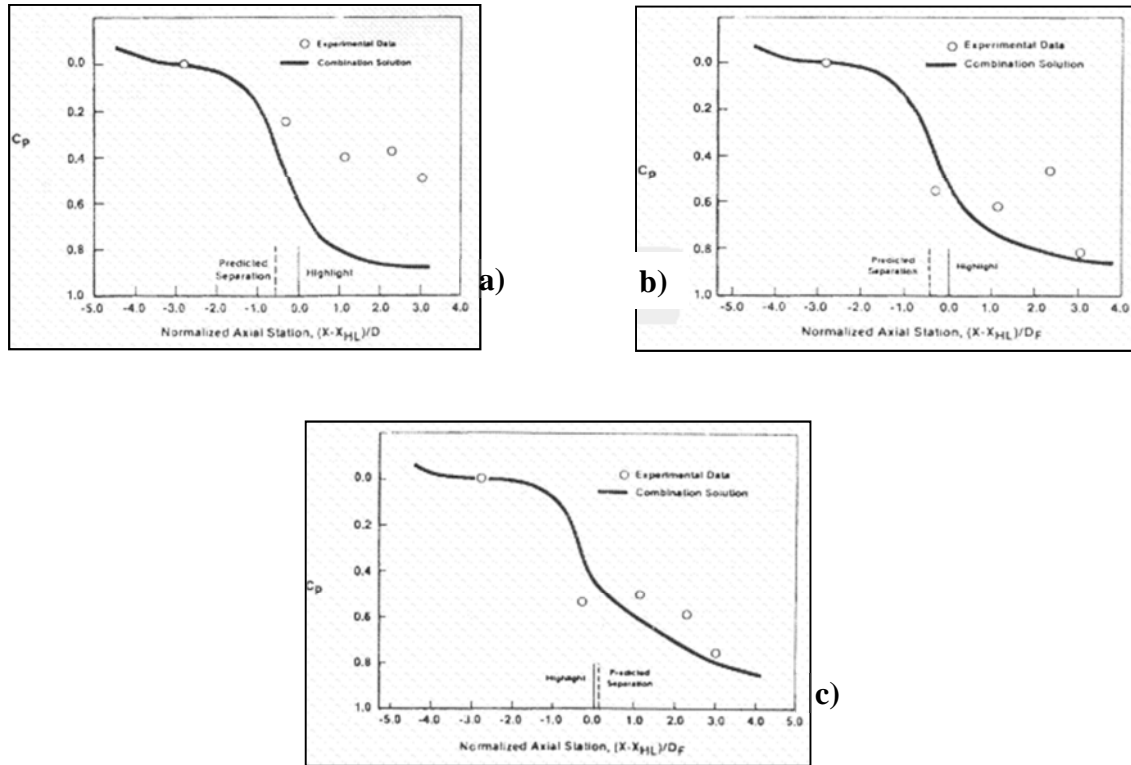 Experimental Data
Combination Solution
0.0
0.2
0.4
0.6
0.8
1.0
Cp
Predicted Separation
Highlight
-5.0 -4.0 -3.0 -2.0 -1.0 0.0 1.0 2.0 3.0 4.0
Normalized Axial Station, (X-XHL)/D
a)
Experimental Data
Combination Solution
0.0
0.2
0.4
0.6
0.8
1.0
Cp
Predicted Separation
Highlight
-5.0 -4.0 -3.0 -2.0 -1.0 0.0 1.0 2.0 3.0 4.0
Normalized Axial Station, (X-XHL)/DF
b)
Experimental Data
Combination Solution
0.0
0.2
0.4
0.6
0.8
1.0
Cp
Highlight
Predicted Separation
-5.0 -4.0 -3.0 -2.0 -1.0 0.0 1.0 2.0 3.0 4.0 5.0
Normalized Axial Station, (X-XHL)/DF
c)